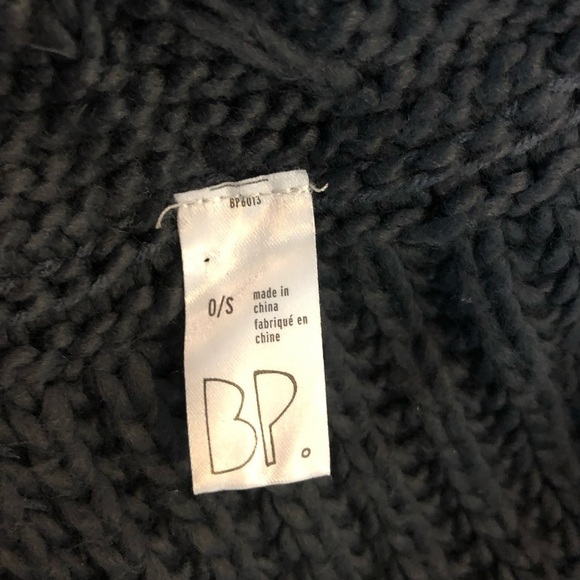 BP6013
O/S
made in
china
fabriqué en
chine
BP.